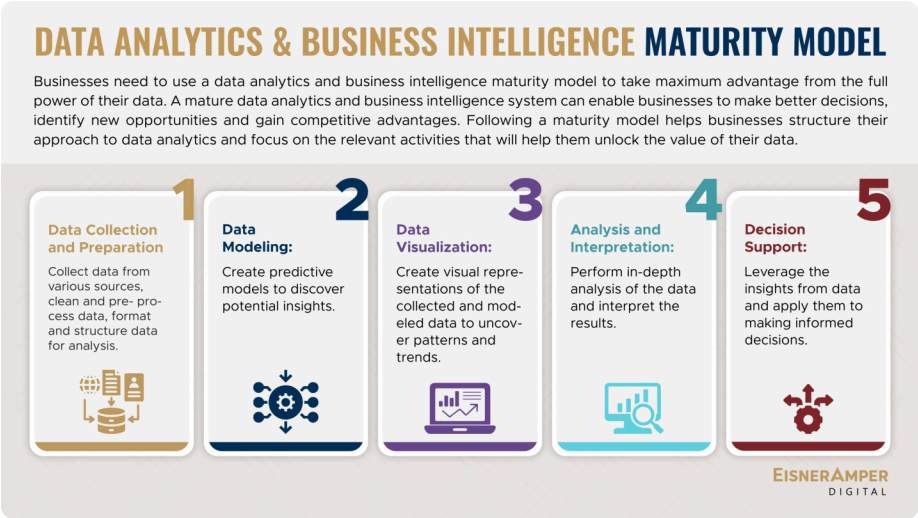 DATA ANALYTICS & BUSINESS INTELLIGENCE MATURITY MODEL
Businesses need to use a data analytics and business intelligence maturity model to take maximum advantage from the full
power of their data. A mature data analytics and business intelligence system can enable businesses to make better decisions,
identify new opportunities and gain competitive advantages. Following a maturity model helps businesses structure their
approach to data analytics and focus on the relevant activities that will help them unlock the value of their data.
1
Data Collection
and Preparation
Collect data from
various sources,
clean and pre- pro-
cess data, format
and structure data
for analysis.
2
Data
Modeling:
Create predictive
models to discover
potential insights.
3
Data
Visualization:
Create visual repre-
sentations of the
collected and mod-
eled data to uncov-
er patterns and
trends.
4
Analysis and
Interpretation:
Perform in-depth
analysis of the data
and interpret the
results.
5
Decision
Support:
Leverage the
insights from data
and apply them to
making informed
decisions.
EISNERAMPER
DIGITAL